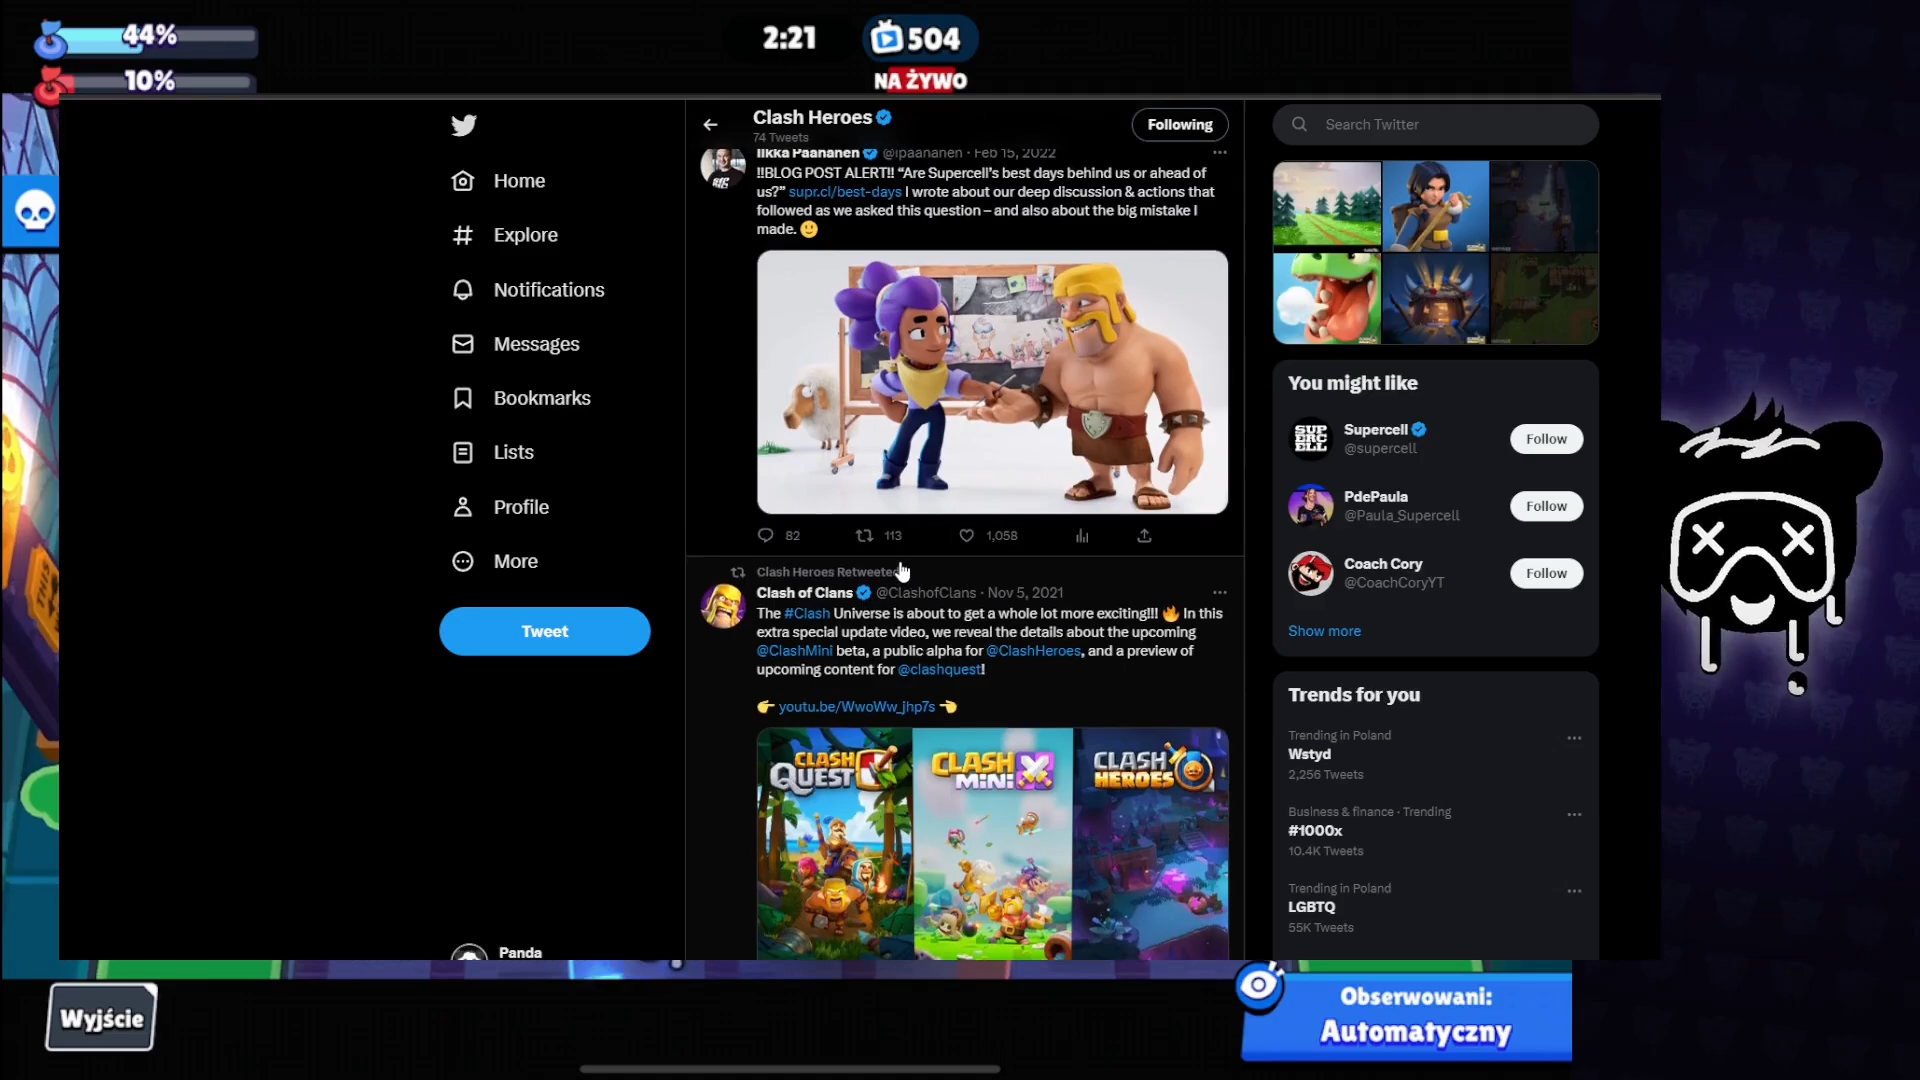 44%
10%
2:21
504
NA ŻYWO
Clash Heroes
74 Tweets
Following
Search Twitter
Home
Explore
Notifications
Messages
Bookmarks
Lists
Profile
More
Tweet
Panda
Ilkka Paananen @ipaananen · Feb 15, 2022
!!BLOG POST ALERT!! “Are Supercell’s best days behind us or ahead of
us?” supr.cl/best-days I wrote about our deep discussion & actions that
followed as we asked this question – and also about the big mistake I
made. 🙂
82
113
1,058
Clash Heroes Retweeted
Clash of Clans @ClashofClans · Nov 5, 2021
The #Clash Universe is about to get a whole lot more exciting!!! 🔥 In this
extra special update video, we reveal the details about the upcoming
@ClashMini beta, a public alpha for @ClashHeroes, and a preview of
upcoming content for @clashquest!
👉 youtu.be/WwoWw_jhp7s 👈
CLASH
QUEST
CLASH
MINI
CLASH
HEROES
You might like
SUP
ERC
ELL
Supercell
@supercell
Follow
PdePaula
@Paula_Supercell
Follow
Coach Cory
@CoachCoryYT
Follow
Show more
Trends for you
Trending in Poland
Wstyd
2,256 Tweets
Business & finance · Trending
#1000x
10.4K Tweets
Trending in Poland
LGBTQ
55K Tweets
Wyjście
Obserwowani:
Automatyczny